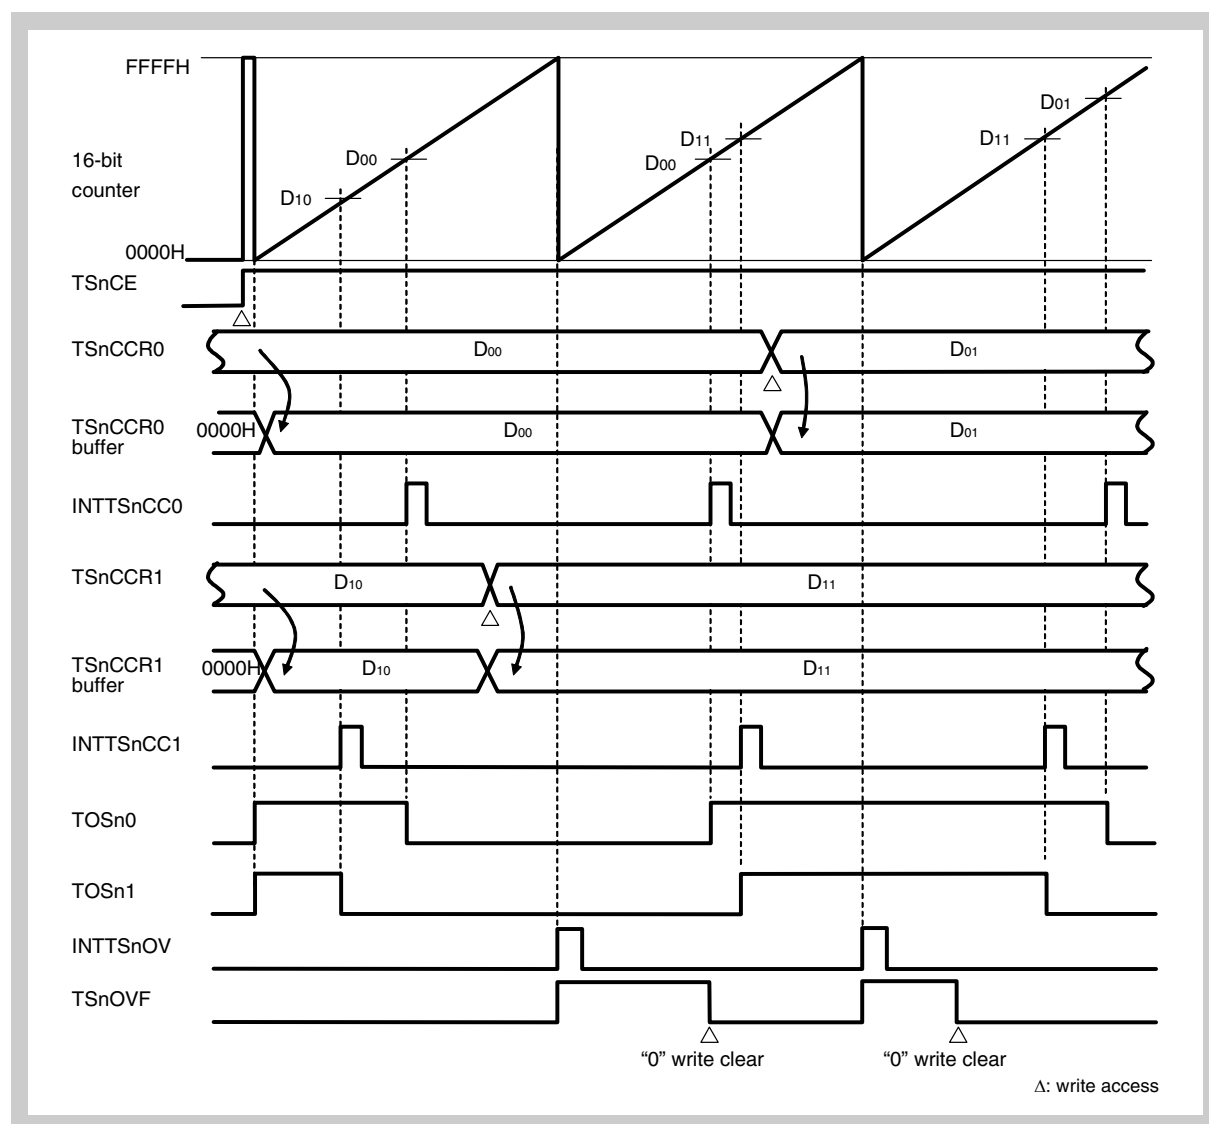 FFFFH
D01
D11
D11
D00
D00
16-bit
counter
D10
0000H
TSnCE
TSnCCR0
D00
D01
TSnCCR0
buffer
0000H
D00
D01
INTTSnCC0
TSnCCR1
D10
D11
TSnCCR1
buffer
0000H
D10
D11
INTTSnCC1
TOSn0
TOSn1
INTTSnOV
TSnOVF
“0” write clear
“0” write clear
Δ: write access